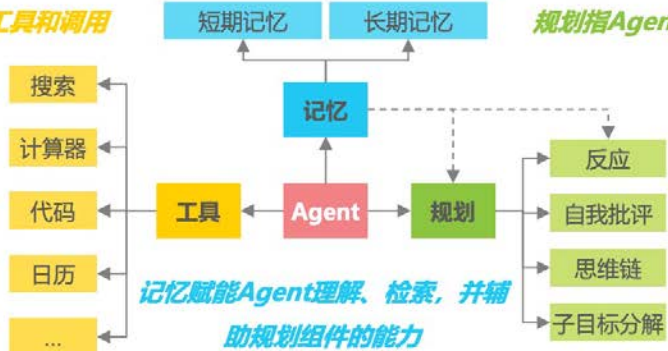 工具和调用
短期记忆
长期记忆
规划指Agen
搜索
记忆
计算器
反应
代码
工具
Agent
规划
自我批评
日历
记忆赋能Agent理解、检索，并辅
助规划组件的能力
思维链
...
子目标分解